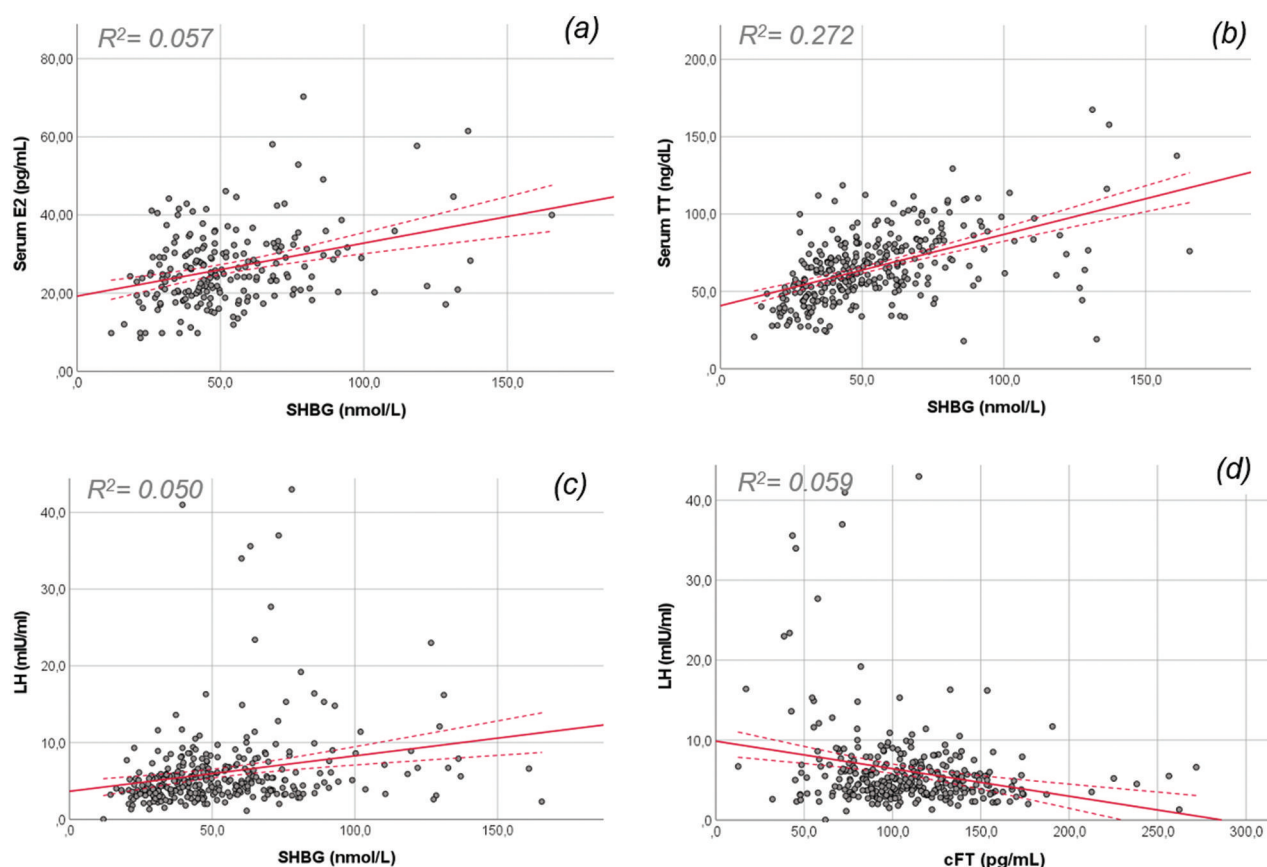 R²= 0.057 (a)
80,00
60,00
40,00
20,00
,00
Serum E2 (pg/mL)
,0 50,0 100,0 150,0
SHBG (nmol/L)
R²= 0.272 (b)
200,0
150,0
100,0
50,0
,0
Serum TT (ng/dL)
,0 50,0 100,0 150,0
SHBG (nmol/L)
R²= 0.050 (c)
40,0
30,0
20,0
10,0
,0
LH (mIU/ml)
,0 50,0 100,0 150,0
SHBG (nmol/L)
R²= 0.059 (d)
40,0
30,0
20,0
10,0
,0
LH (mIU/ml)
,0 50,0 100,0 150,0 200,0 250,0 300,0
cFT (pg/mL)